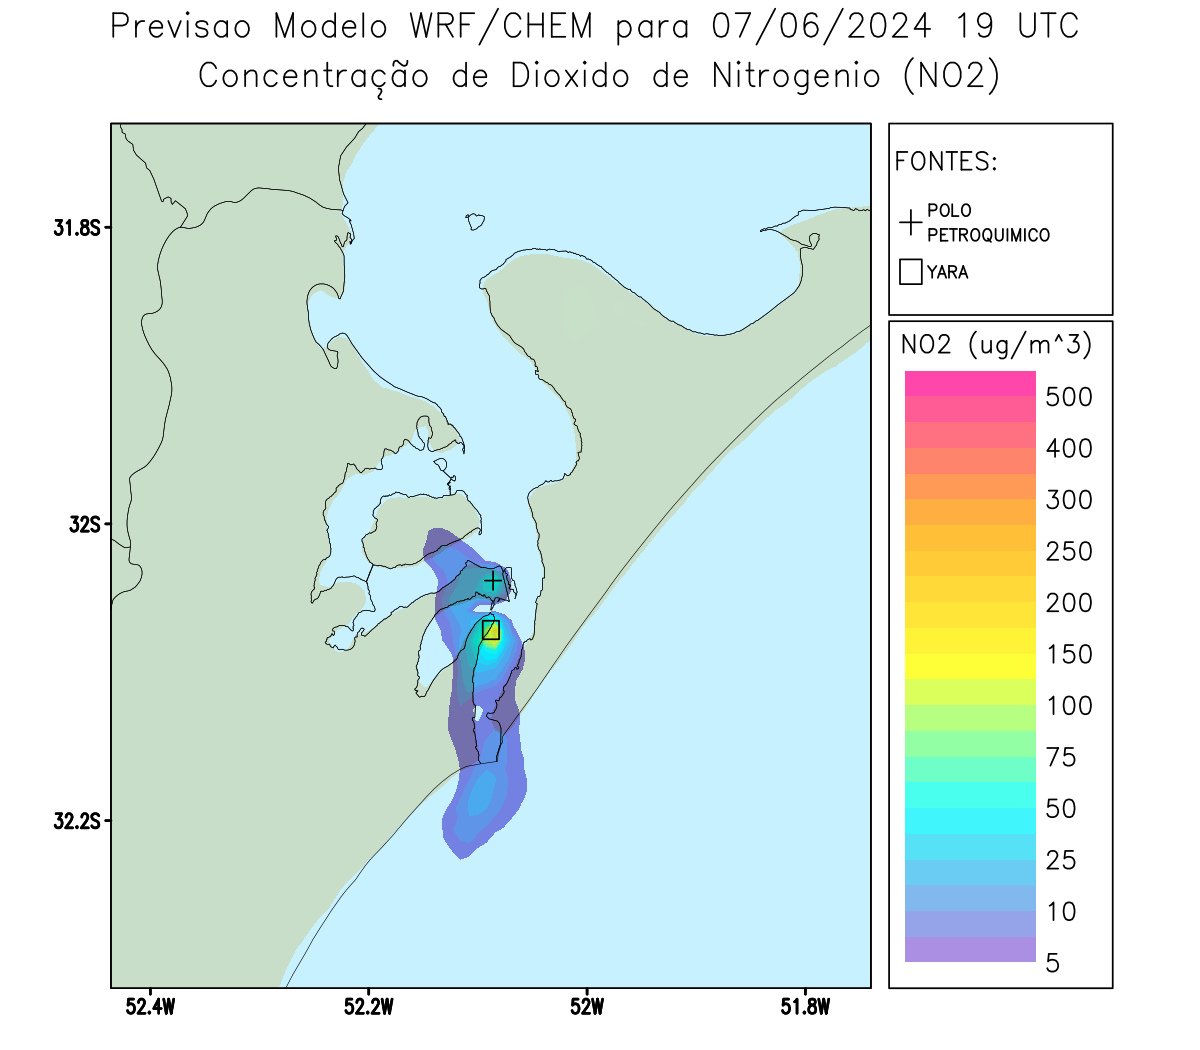 Previsao Modelo WRF/CHEM para 07/06/2024 19 UTC
Concentração de Dioxido de Nitrogenio (NO2)
FONTES:
POLO
PETROQUIMICO
YARA
NO2 (ug/m^3)
500
400
300
250
200
150
100
75
50
25
10
5
31.8S
32S
32.2S
52.4W
52.2W
52W
51.8W